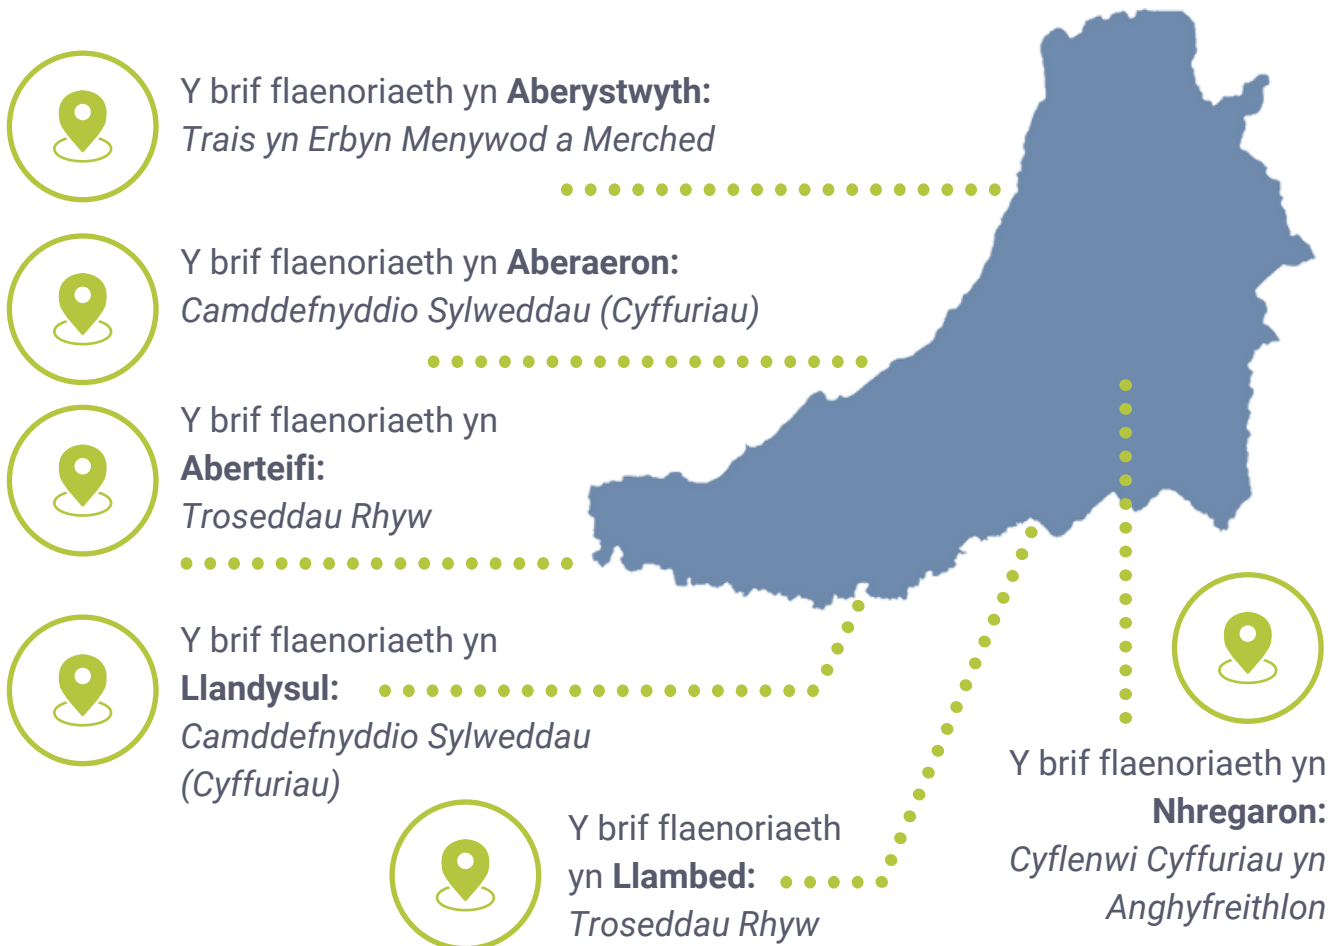 Y brif flaenoriaeth yn Aberystwyth:
Trais yn Erbyn Menywod a Merched
Y brif flaenoriaeth yn Aberaeron:
Camddefnyddio Sylweddau (Cyffuriau)
Y brif flaenoriaeth yn
Aberteifi:
Troseddau Rhyw
Y brif flaenoriaeth yn
Llandysul:
Camddefnyddio Sylweddau
(Cyffuriau)
Y brif flaenoriaeth
yn Llambed:
Troseddau Rhyw
Y brif flaenoriaeth yn
Nhregaron:
Cyflenwi Cyffuriau yn
Anghyfreithlon